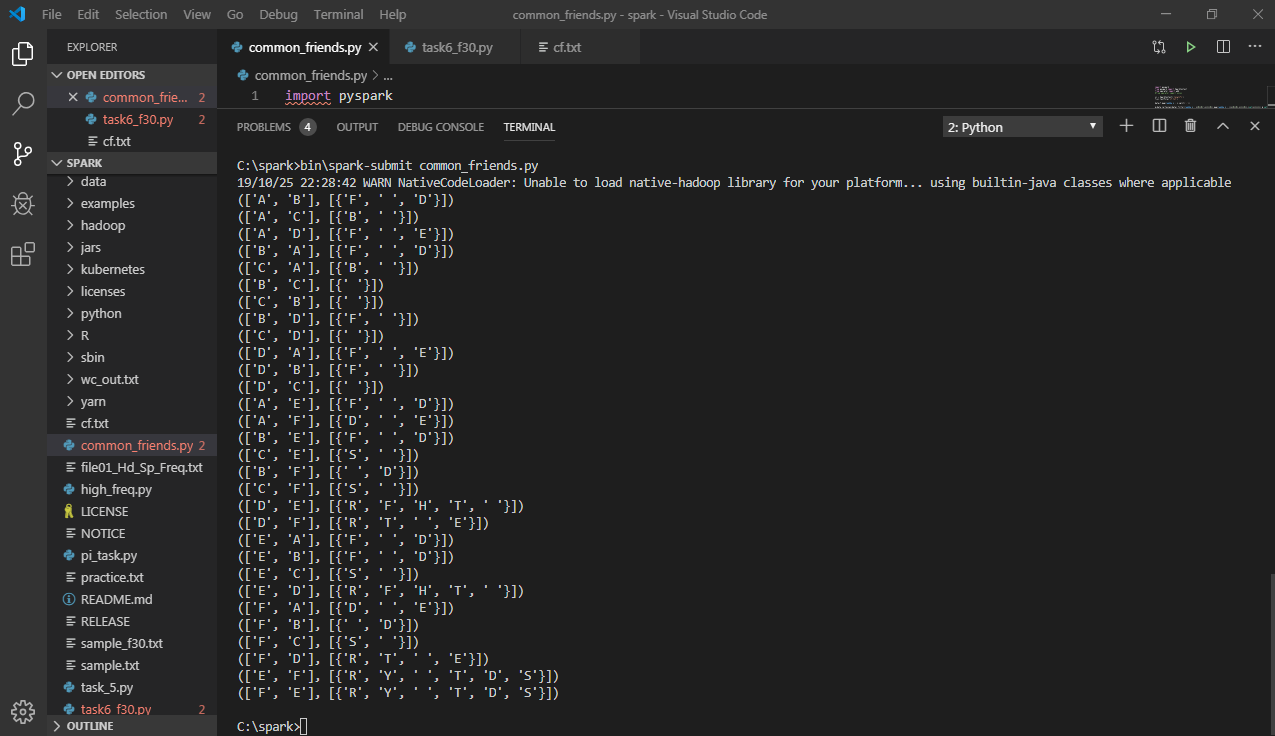 File Edit Selection View Go Debug Terminal Help common_friends.py - spark - Visual Studio Code
EXPLORER
OPEN EDITORS
common_frie... 2
task6_f30.py 2
cf.txt
SPARK
data
examples
hadoop
jars
kubernetes
licenses
python
R
sbin
wc_out.txt
yarn
cf.txt
common_friends.py 2
file01_Hd_Sp_Freq.txt
high_freq.py
LICENSE
NOTICE
pi_task.py
practice.txt
README.md
RELEASE
sample_f30.txt
sample.txt
task_5.py
task6_f30.py 2
OUTLINE
common_friends.py task6_f30.py cf.txt
common_friends.py > ...
1 import pyspark
PROBLEMS 4 OUTPUT DEBUG CONSOLE TERMINAL 2: Python
C:\spark>bin\spark-submit common_friends.py
19/10/25 22:28:42 WARN NativeCodeLoader: Unable to load native-hadoop library for your platform... using builtin-java classes where applicable
(['A', 'B'], [{'F', ' ', 'D'}])
(['A', 'C'], [{'B', ' '}])
(['A', 'D'], [{'F', ' ', 'E'}])
(['B', 'A'], [{'F', ' ', 'D'}])
(['C', 'A'], [{'B', ' '}])
(['B', 'C'], [{' '}])
(['C', 'B'], [{' '}])
(['B', 'D'], [{'F', ' '}])
(['C', 'D'], [{' '}])
(['D', 'A'], [{'F', ' ', 'E'}])
(['D', 'B'], [{'F', ' '}])
(['D', 'C'], [{' '}])
(['A', 'E'], [{'F', ' ', 'D'}])
(['A', 'F'], [{'D', ' ', 'E'}])
(['B', 'E'], [{'F', ' ', 'D'}])
(['C', 'E'], [{'S', ' '}])
(['B', 'F'], [{' ', 'D'}])
(['C', 'F'], [{'S', ' '}])
(['D', 'E'], [{'R', 'F', 'H', 'T', ' '}])
(['D', 'F'], [{'R', 'T', ' ', 'E'}])
(['E', 'A'], [{'F', ' ', 'D'}])
(['E', 'B'], [{'F', ' ', 'D'}])
(['E', 'C'], [{'S', ' '}])
(['E', 'D'], [{'R', 'F', 'H', 'T', ' '}])
(['F', 'A'], [{'D', ' ', 'E'}])
(['F', 'B'], [{' ', 'D'}])
(['F', 'C'], [{'S', ' '}])
(['F', 'D'], [{'R', 'T', ' ', 'E'}])
(['E', 'F'], [{'R', 'Y', ' ', 'T', 'D', 'S'}])
(['F', 'E'], [{'R', 'Y', ' ', 'T', 'D', 'S'}])
C:\spark>